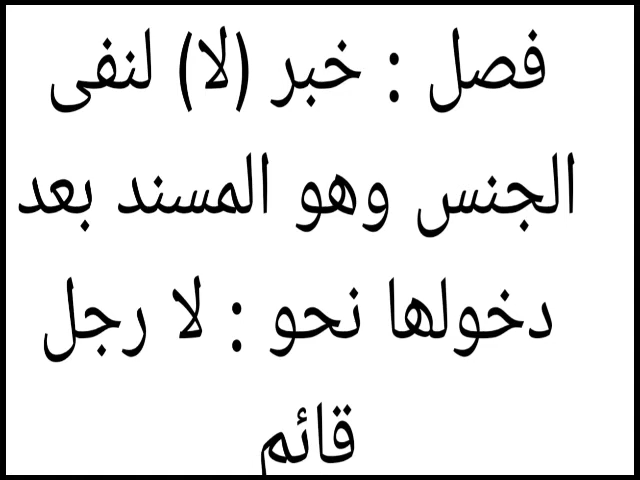 فصل : خبر (لا) لنفى
الجنس وهو المسند بعد
دخولها نحو : لا رجل
قائم